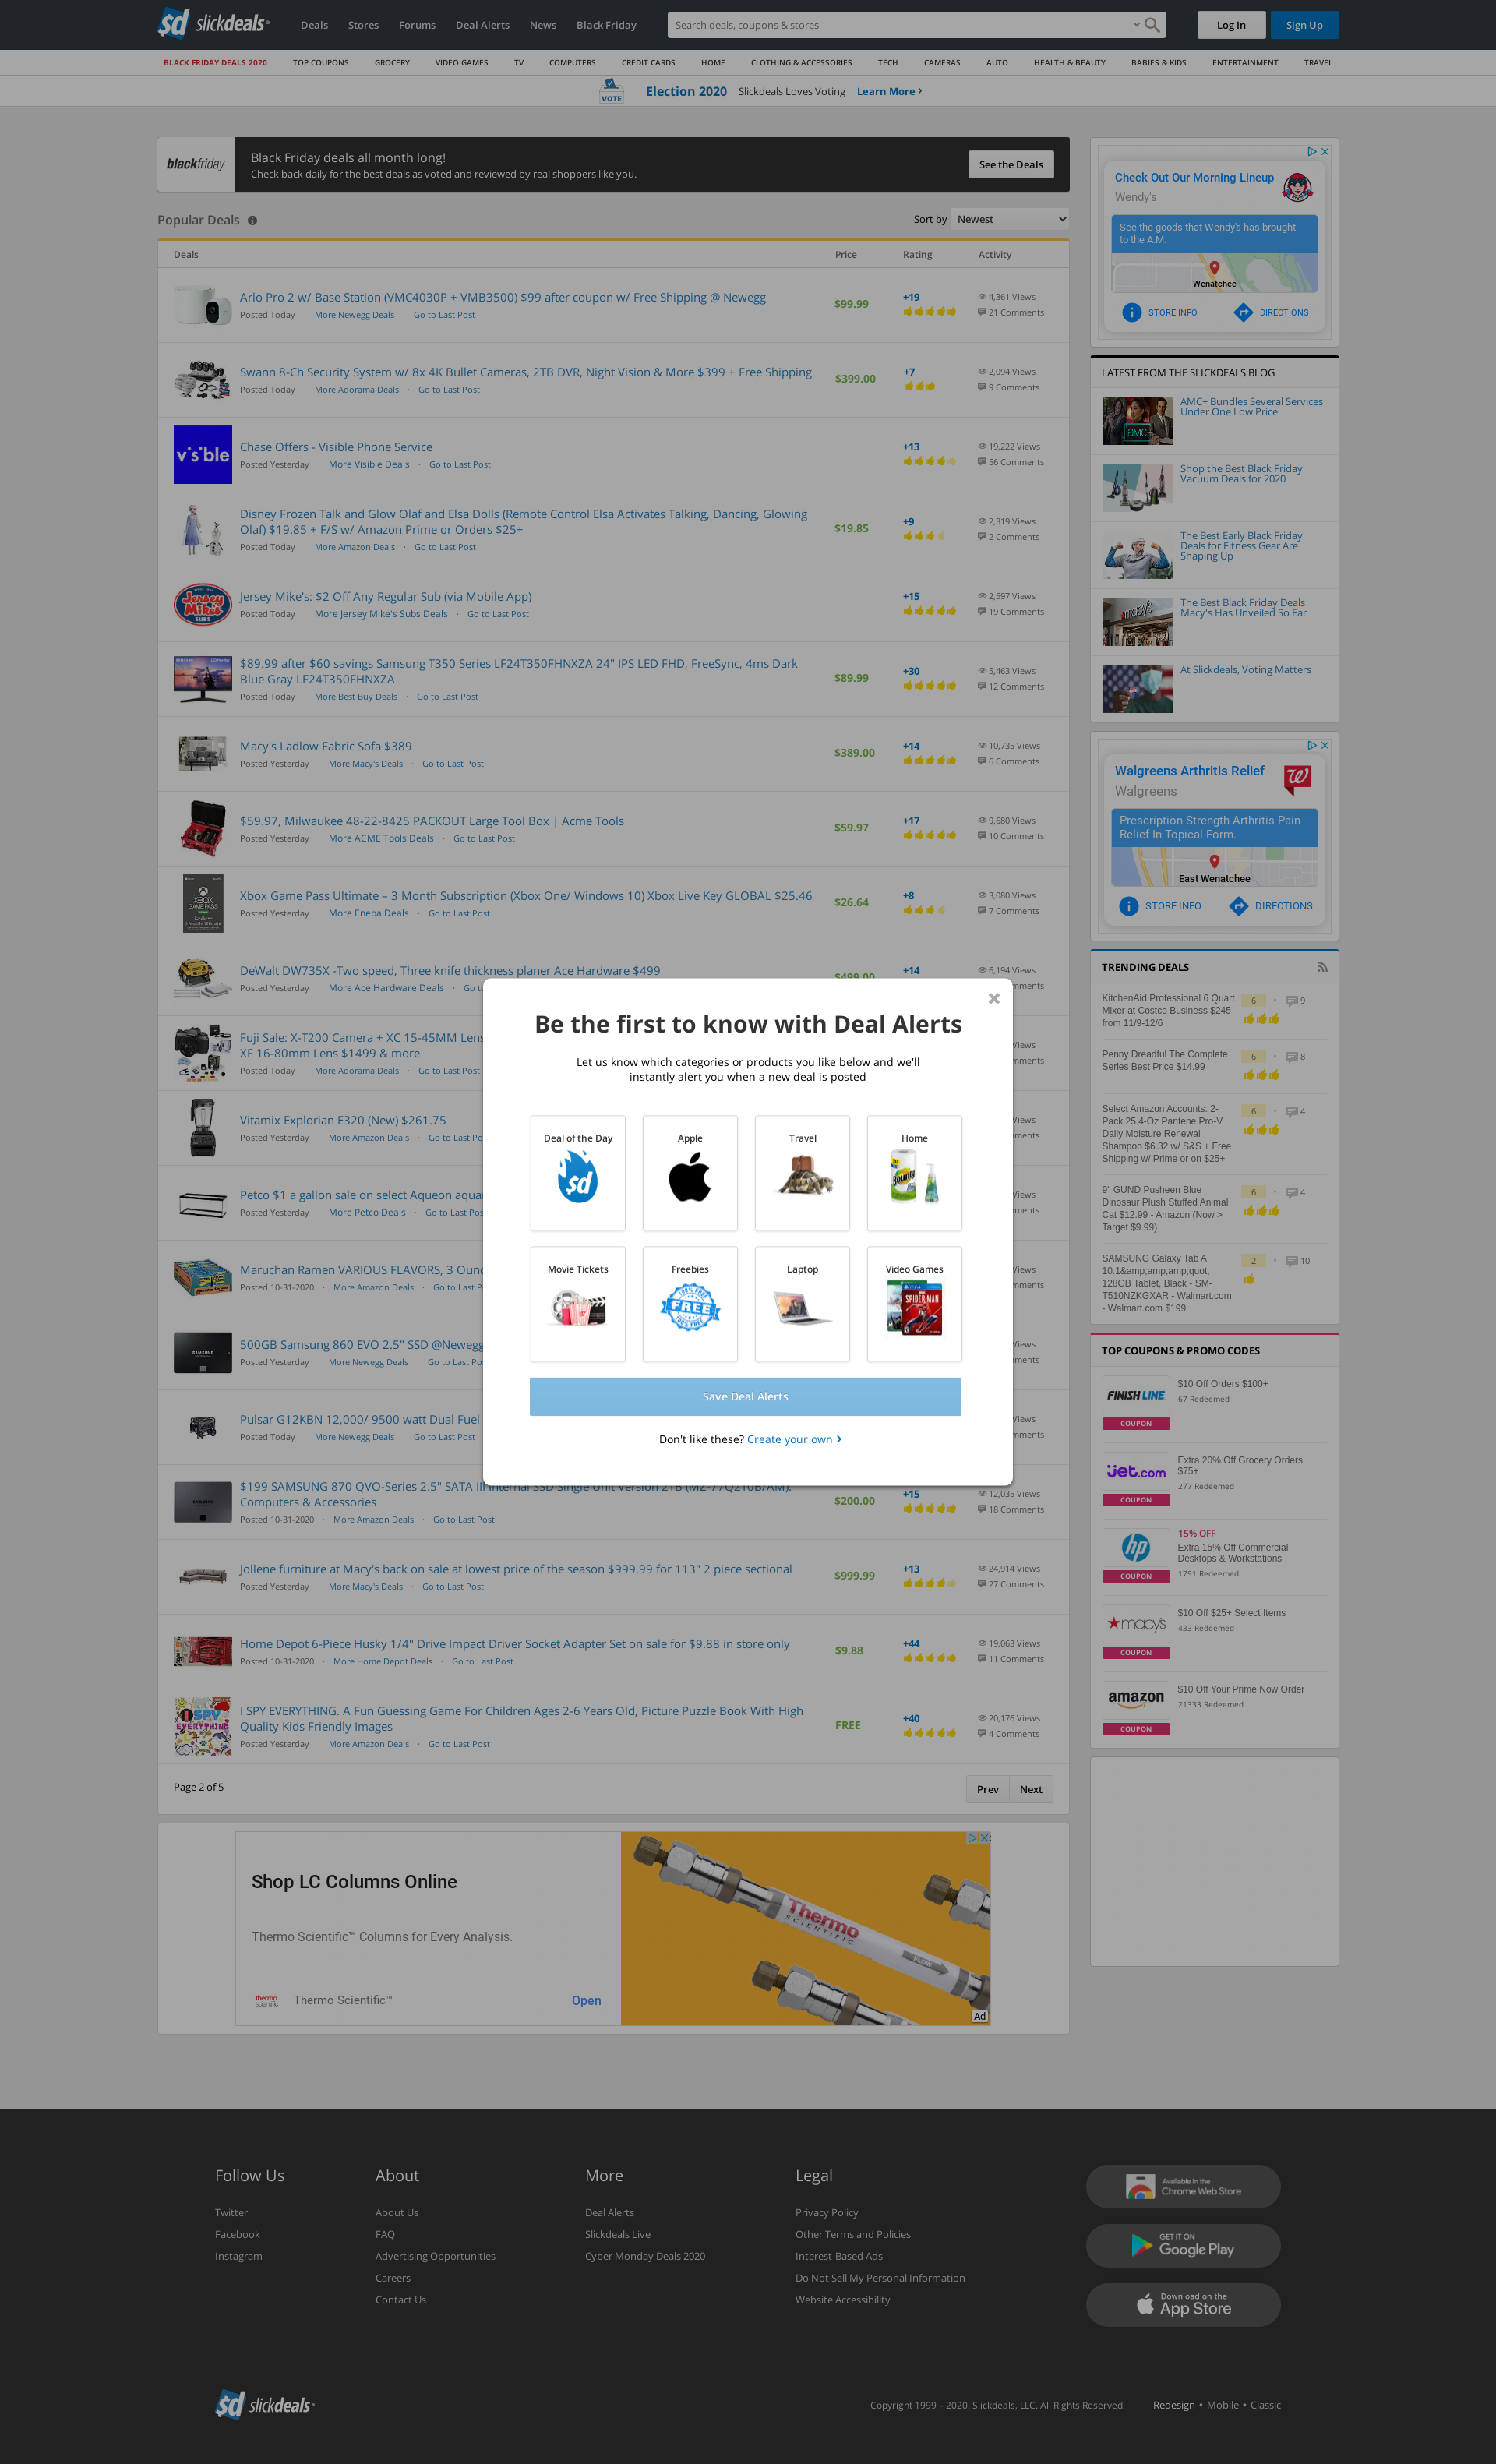 sd slickdeals
Deals Stores Forums Deal Alerts News Black Friday
Search deals, coupons & stores
Log In Sign Up
BLACK FRIDAY DEALS 2020 TOP COUPONS GROCERY VIDEO GAMES TV COMPUTERS CREDIT CARDS HOME CLOTHING & ACCESSORIES TECH CAMERAS AUTO HEALTH & BEAUTY BABIES & KIDS ENTERTAINMENT TRAVEL
VOTE Election 2020 Slickdeals Loves Voting Learn More
blackfriday
Black Friday deals all month long!
Check back daily for the best deals as voted and reviewed by real shoppers like you.
See the Deals
Popular Deals
Sort by Newest
Deals Price Rating Activity
Arlo Pro 2 w/ Base Station (VMC4030P + VMB3500) $99 after coupon w/ Free Shipping @ Newegg
Posted Today · More Newegg Deals · Go to Last Post
$99.99 +19 4,361 Views
21 Comments
Swann 8-Ch Security System w/ 8x 4K Bullet Cameras, 2TB DVR, Night Vision & More $399 + Free Shipping
Posted Today · More Adorama Deals · Go to Last Post
$399.00 +7 2,094 Views
9 Comments
visible
Chase Offers - Visible Phone Service
Posted Yesterday · More Visible Deals · Go to Last Post
+13 19,222 Views
56 Comments
Disney Frozen Talk and Glow Olaf and Elsa Dolls (Remote Control Elsa Activates Talking, Dancing, Glowing
Olaf) $19.85 + F/S w/ Amazon Prime or Orders $25+
Posted Today · More Amazon Deals · Go to Last Post
$19.85 +9 2,319 Views
2 Comments
Jersey Mike's SUBS
Jersey Mike's: $2 Off Any Regular Sub (via Mobile App)
Posted Today · More Jersey Mike's Subs Deals · Go to Last Post
+15 2,597 Views
19 Comments
$89.99 after $60 savings Samsung T350 Series LF24T350FHNXZA 24" IPS LED FHD, FreeSync, 4ms Dark
Blue Gray LF24T350FHNXZA
Posted Today · More Best Buy Deals · Go to Last Post
$89.99 +30 5,463 Views
12 Comments
Macy's Ladlow Fabric Sofa $389
Posted Yesterday · More Macy's Deals · Go to Last Post
$389.00 +14 10,735 Views
6 Comments
$59.97, Milwaukee 48-22-8425 PACKOUT Large Tool Box | Acme Tools
Posted Yesterday · More ACME Tools Deals · Go to Last Post
$59.97 +17 9,680 Views
10 Comments
XBOX GAME PASS
Xbox Game Pass Ultimate – 3 Month Subscription (Xbox One/ Windows 10) Xbox Live Key GLOBAL $25.46
Posted Yesterday · More Eneba Deals · Go to Last Post
$26.64 +8 3,080 Views
7 Comments
DeWalt DW735X -Two speed, Three knife thickness planer Ace Hardware $499
Posted Yesterday · More Ace Hardware Deals · Go to
$499.00 +14 6,194 Views
Fuji Sale: X-T200 Camera + XC 15-45MM Lens
XF 16-80mm Lens $1499 & more
Posted Today · More Adorama Deals · Go to Last Post
Views
Vitamix Explorian E320 (New) $261.75
Posted Yesterday · More Amazon Deals · Go to Last Po
Views
Petco $1 a gallon sale on select Aqueon aquar
Posted Yesterday · More Petco Deals · Go to Last Pos
Views
Maruchan Ramen VARIOUS FLAVORS, 3 Ounc
Posted 10-31-2020 · More Amazon Deals · Go to Last P
Views
500GB Samsung 860 EVO 2.5" SSD @Newegg
Posted Yesterday · More Newegg Deals · Go to Last Po
Views
Pulsar G12KBN 12,000/ 9500 watt Dual Fuel
Posted Today · More Newegg Deals · Go to Last Post
Views
$199 SAMSUNG 870 QVO-Series 2.5" SATA III Internal SSD Single Unit Version 2TB (MZ-77Q2T0B/AM):
Computers & Accessories
Posted 10-31-2020 · More Amazon Deals · Go to Last Post
$200.00 +15 12,035 Views
18 Comments
Jollene furniture at Macy's back on sale at lowest price of the season $999.99 for 113" 2 piece sectional
Posted Yesterday · More Macy's Deals · Go to Last Post
$999.99 +13 24,914 Views
27 Comments
Home Depot 6-Piece Husky 1/4" Drive Impact Driver Socket Adapter Set on sale for $9.88 in store only
Posted 10-31-2020 · More Home Depot Deals · Go to Last Post
$9.88 +44 19,063 Views
11 Comments
I SPY EVERYTHING
I SPY EVERYTHING. A Fun Guessing Game For Children Ages 2-6 Years Old, Picture Puzzle Book With High
Quality Kids Friendly Images
Posted Yesterday · More Amazon Deals · Go to Last Post
FREE +40 20,176 Views
4 Comments
Page 2 of 5
Prev Next
Be the first to know with Deal Alerts
Let us know which categories or products you like below and we'll
instantly alert you when a new deal is posted
Deal of the Day Apple Travel Home
sd Bounty
Movie Tickets Freebies Laptop Video Games
100% FREE FREE 100% FREE SPIDER-MAN
Save Deal Alerts
Don't like these? Create your own
Check Out Our Morning Lineup
Wendy's
See the goods that Wendy's has brought
to the A.M.
Wenatchee
STORE INFO DIRECTIONS
LATEST FROM THE SLICKDEALS BLOG
AMC+ Bundles Several Services
Under One Low Price
Shop the Best Black Friday
Vacuum Deals for 2020
The Best Early Black Friday
Deals for Fitness Gear Are
Shaping Up
The Best Black Friday Deals
Macy's Has Unveiled So Far
At Slickdeals, Voting Matters
Walgreens Arthritis Relief
Walgreens
Prescription Strength Arthritis Pain
Relief In Topical Form.
East Wenatchee
STORE INFO DIRECTIONS
TRENDING DEALS
KitchenAid Professional 6 Quart
Mixer at Costco Business $245
from 11/9-12/6
6 · 9
Penny Dreadful The Complete
Series Best Price $14.99
6 · 8
Select Amazon Accounts: 2-
Pack 25.4-Oz Pantene Pro-V
Daily Moisture Renewal
Shampoo $6.32 w/ S&S + Free
Shipping w/ Prime or on $25+
6 · 4
9" GUND Pusheen Blue
Dinosaur Plush Stuffed Animal
Cat $12.99 - Amazon (Now >
Target $9.99)
6 · 4
SAMSUNG Galaxy Tab A
10.1&amp;amp;amp;quot;
128GB Tablet, Black - SM-
T510NZKGXAR - Walmart.com
- Walmart.com $199
2 · 10
TOP COUPONS & PROMO CODES
FINISH LINE
COUPON
$10 Off Orders $100+
67 Redeemed
jet.com
COUPON
Extra 20% Off Grocery Orders
$75+
277 Redeemed
hp
COUPON
15% OFF
Extra 15% Off Commercial
Desktops & Workstations
1791 Redeemed
macy's
COUPON
$10 Off $25+ Select Items
433 Redeemed
amazon
COUPON
$10 Off Your Prime Now Order
21333 Redeemed
Shop LC Columns Online
Thermo Scientific™ Columns for Every Analysis.
thermo scientific Thermo Scientific™ Open
Thermo SCIENTIFIC FLOW
Ad
Follow Us
Twitter
Facebook
Instagram
About
About Us
FAQ
Advertising Opportunities
Careers
Contact Us
More
Deal Alerts
Slickdeals Live
Cyber Monday Deals 2020
Legal
Privacy Policy
Other Terms and Policies
Interest-Based Ads
Do Not Sell My Personal Information
Website Accessibility
Available in the
Chrome Web Store
GET IT ON
Google Play
Download on the
App Store
sd slickdeals
Copyright 1999 – 2020. Slickdeals, LLC. All Rights Reserved. Redesign • Mobile • Classic